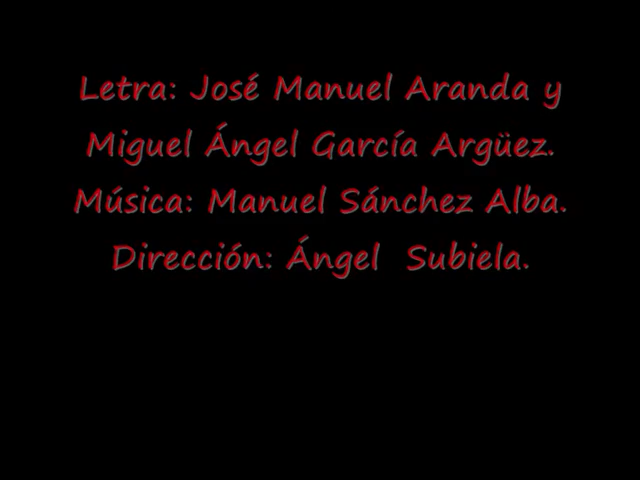 Letra: José Manuel Aranda y
Miguel Ángel García Argüez.
Música: Manuel Sánchez Alba.
Dirección: Ángel  Subiela.